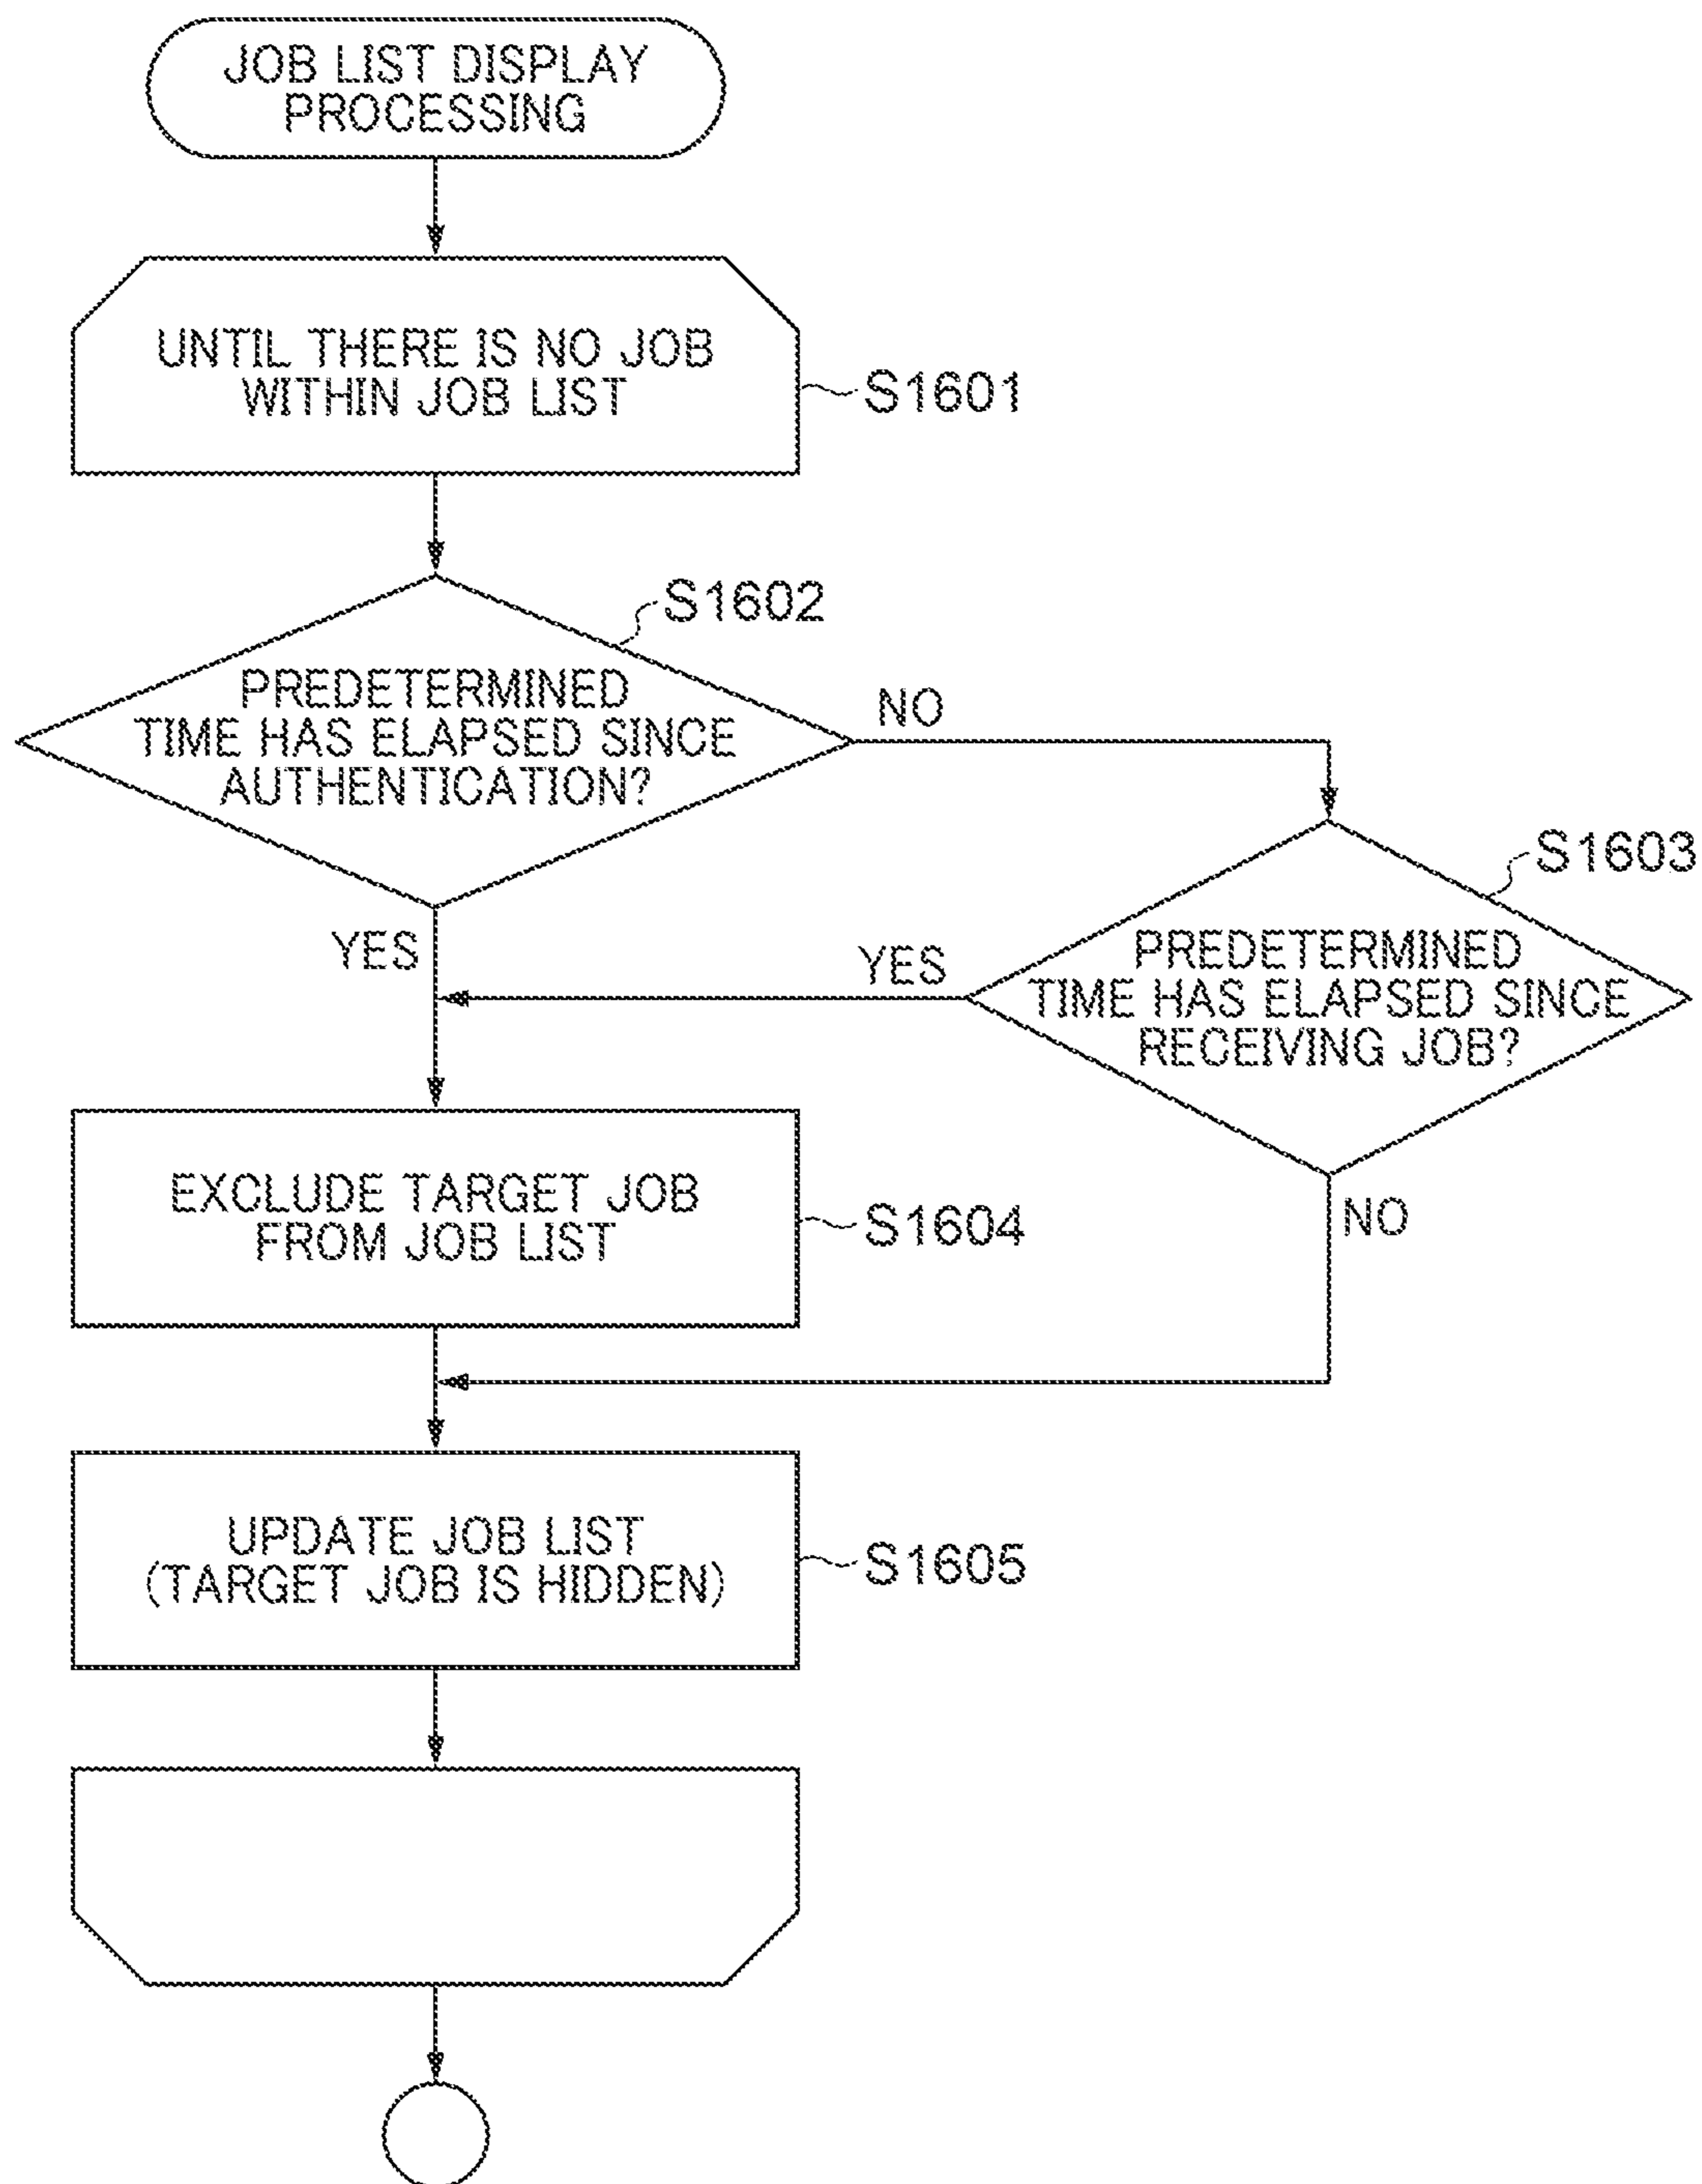 JOB LIST DISPLAY
PROCESSING
UNTIL THERE IS NO JOB
WITHIN JOB LIST
S1601
S1602
PREDETERMINED
TIME HAS ELAPSED SINCE
AUTHENTICATION?
NO
S1603
YES
YES
PREDETERMINED
TIME HAS ELAPSED SINCE
RECEIVING JOB?
EXCLUDE TARGET JOB
FROM JOB LIST
S1604
NO
UPDATE JOB LIST
(TARGET JOB IS HIDDEN)
S1605